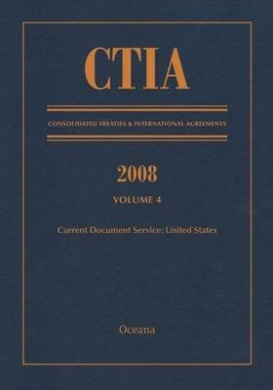 CTIA
CONSOLIDATED TREATIES & INTERNATIONAL AGREEMENTS
2008
VOLUME 4
Current Document Service: United States
Oceana